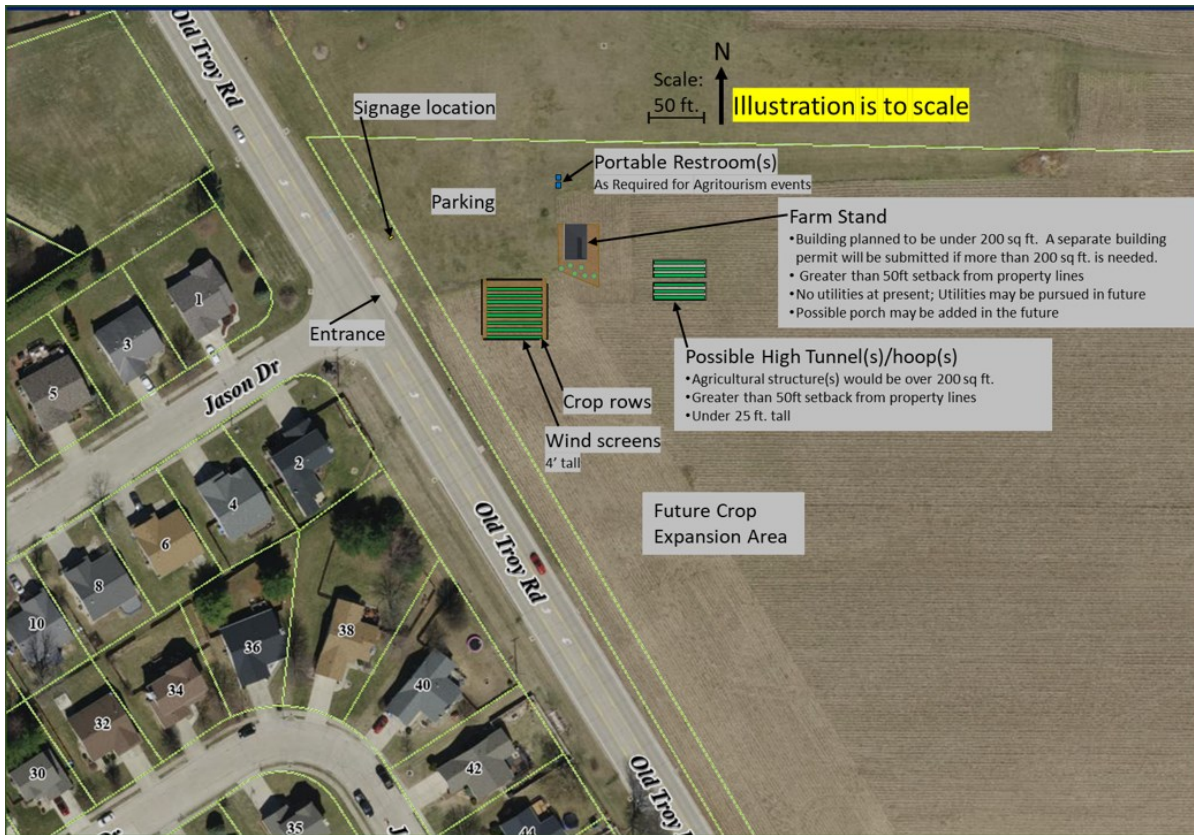 Old Troy Rd
N
Scale:
50 ft.
Illustration is to scale
Signage location
Portable Restroom(s)
As Required for Agritourism events
Parking
Farm Stand
•Building planned to be under 200 sq ft. A separate building
permit will be submitted if more than 200 sq ft. is needed.
• Greater than 50ft setback from property lines
•No utilities at present; Utilities may be pursued in future
•Possible porch may be added in the future
1
3
5
Entrance
Jason Dr
Possible High Tunnel(s)/hoop(s)
•Agricultural structure(s) would be over 200 sq ft.
•Greater than 50ft setback from property lines
•Under 25 ft. tall
Crop rows
Wind screens
4' tall
2
4
6
8
10
Old Troy Rd
Future Crop
Expansion Area
38
36
34
32
30
40
42
44
35
Old Troy